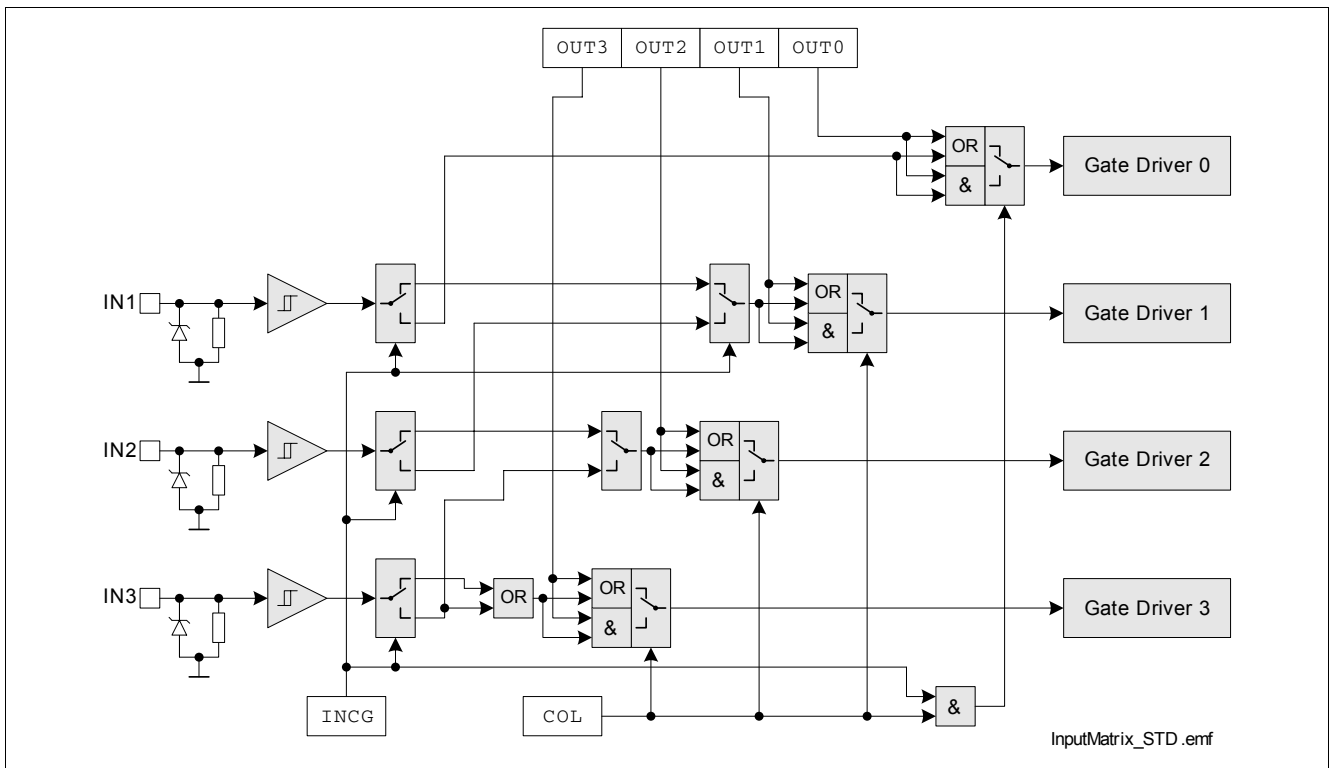 OUT3 OUT2 OUT1 OUT0
OR
&
Gate Driver 0
IN1
OR
&
Gate Driver 1
IN2
OR
&
Gate Driver 2
IN3
OR
OR
&
Gate Driver 3
INCG
COL
&
InputMatrix_STD .emf